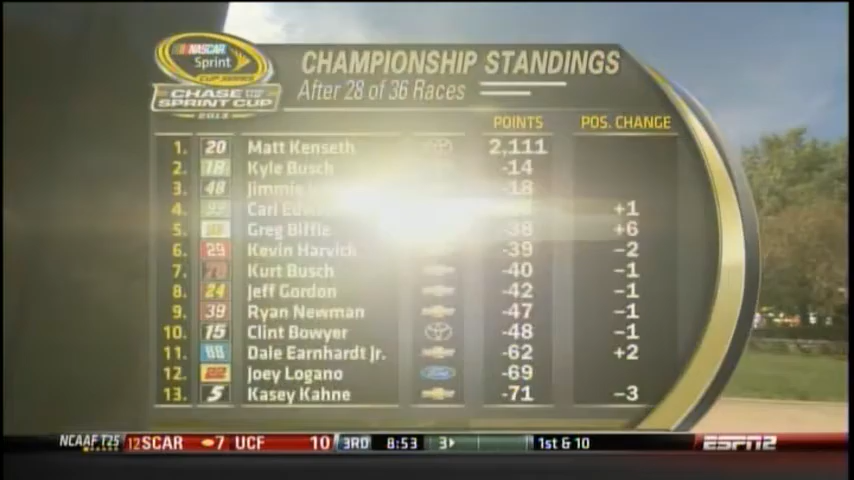 NASCAR
Sprint
CUP SERIES
CHASE FOR THE
SPRINT CUP
2013
CHAMPIONSHIP STANDINGS
After 28 of 36 Races
POINTS POS. CHANGE
1. 20 Matt Kenseth 2,111
2. 18 Kyle Busch -14
3. 48 Jimmie -18
4. 99 Carl +1
5. Greg Biffle -38 +6
6. 29 Kevin Harvick -39 -2
7. 78 Kurt Busch -40 -1
8. 24 Jeff Gordon -42 -1
9. 39 Ryan Newman -47 -1
10. 15 Clint Bowyer -48 -1
11. 88 Dale Earnhardt Jr. -62 +2
12. 22 Joey Logano -69
13. 5 Kasey Kahne -71 -3
NCAAF T25 12 SCAR 7 UCF 10 3RD 8:53 3 1st & 10 ESPN2